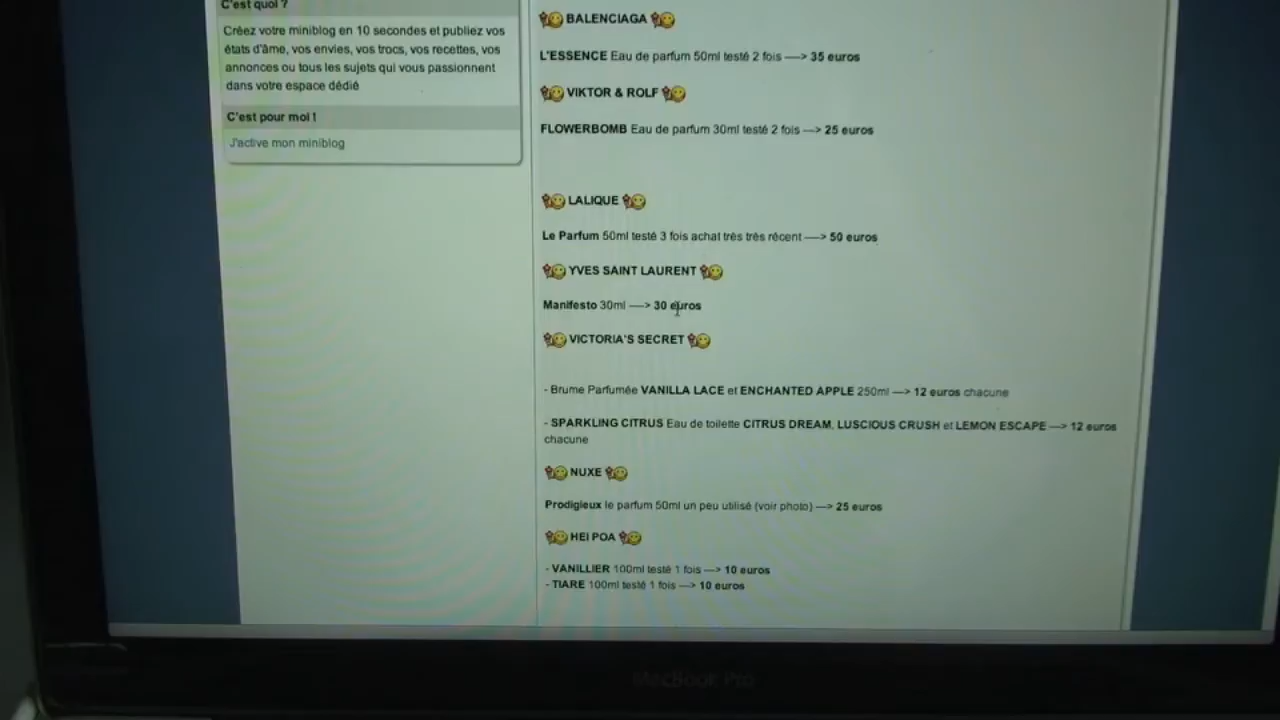 C'est quoi ?
Créez votre miniblog en 10 secondes et publiez vos
états d'âme, vos envies, vos trocs, vos recettes, vos
annonces ou tous les sujets qui vous passionnent
dans votre espace dédié
C'est pour moi !
J'active mon miniblog
BALENCIAGA
L'ESSENCE Eau de parfum 50ml testé 2 fois ----> 35 euros
VIKTOR & ROLF
FLOWERBOMB Eau de parfum 30ml testé 2 fois ---> 25 euros
LALIQUE
Le Parfum 50ml testé 3 fois achat très très récent ----> 50 euros
YVES SAINT LAURENT
Manifesto 30ml ----> 30 euros
VICTORIA'S SECRET
- Brume Parfumée VANILLA LACE et ENCHANTED APPLE 250ml ---> 12 euros chacune
- SPARKLING CITRUS Eau de toilette CITRUS DREAM, LUSCIOUS CRUSH et LEMON ESCAPE ---> 12 euros
chacune
NUXE
Prodigieux le parfum 50ml un peu utilisé (voir photo) ---> 25 euros
HEI POA
- VANILLIER 100ml testé 1 fois ---> 10 euros
- TIARE 100ml testé 1 fois ---> 10 euros
MacBook Pro